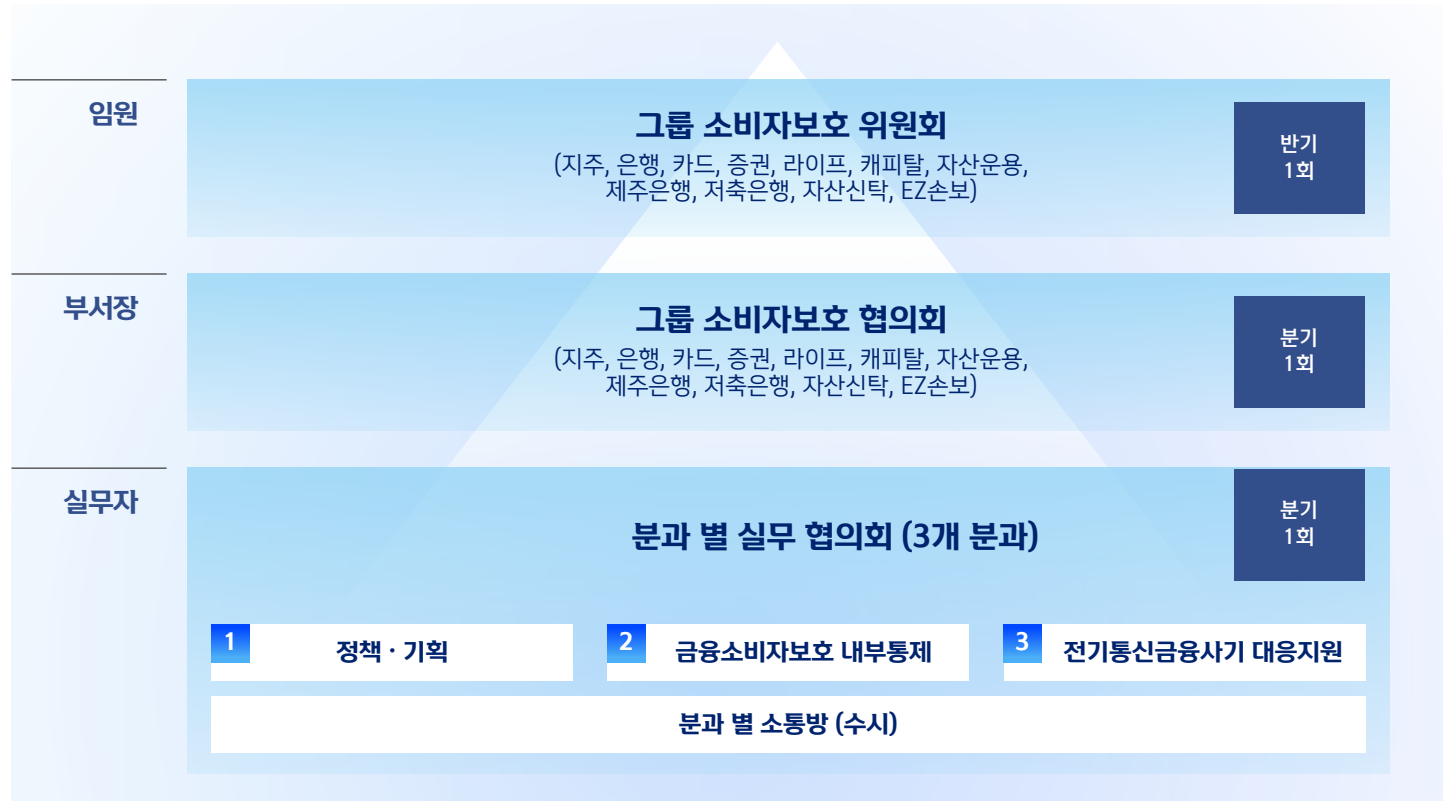 임원
그룹 소비자보호 위원회
(지주, 은행, 카드, 증권, 라이프, 캐피탈, 자산운용,
제주은행, 저축은행, 자산신탁, EZ손보)
반기
1회
부서장
그룹 소비자보호 협의회
(지주, 은행, 카드, 증권, 라이프, 캐피탈, 자산운용,
제주은행, 저축은행, 자산신탁, EZ손보)
분기
1회
실무자
분과 별 실무 협의회 (3개 분과)
분기
1회
1 정책 · 기획
2 금융소비자보호 내부통제
3 전기통신금융사기 대응지원
분과 별 소통방 (수시)